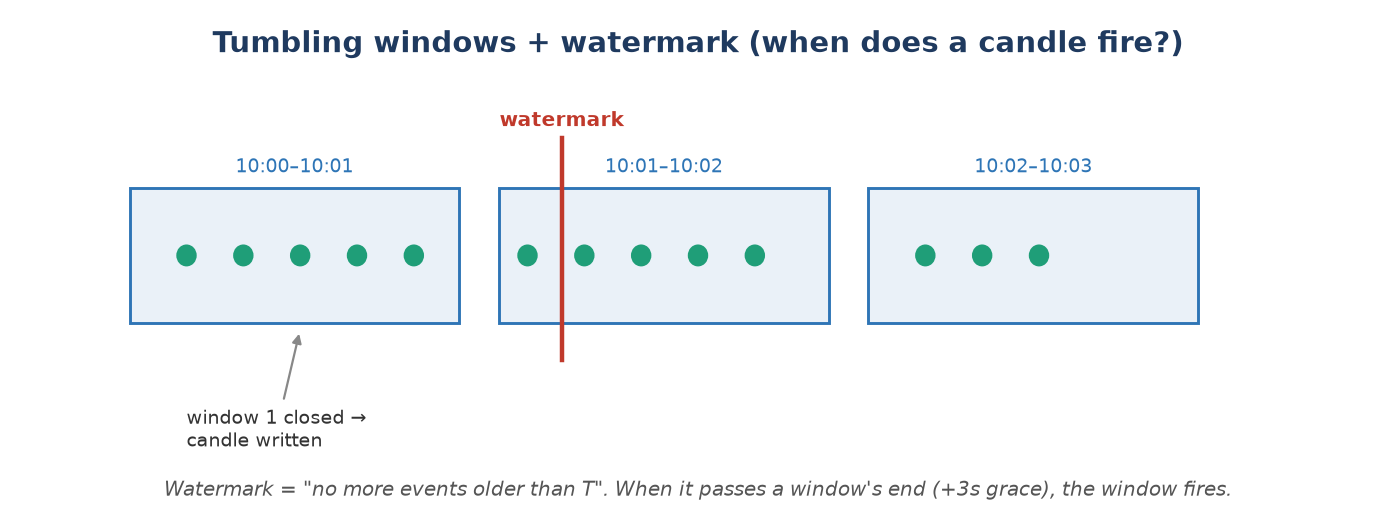 Tumbling windows + watermark (when does a candle fire?)
watermark
10:00–10:01
10:01–10:02
10:02–10:03
window 1 closed →
candle written
Watermark = "no more events older than T". When it passes a window's end (+3s grace), the window fires.